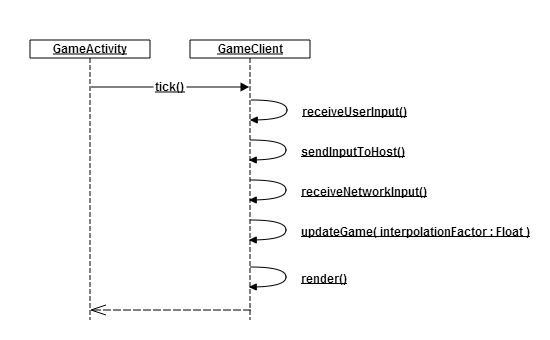 GameActivity
GameClient
tick()
receiveUserInput()
sendInputToHost()
receiveNetworkInput()
updateGame( interpolationFactor : Float )
render()